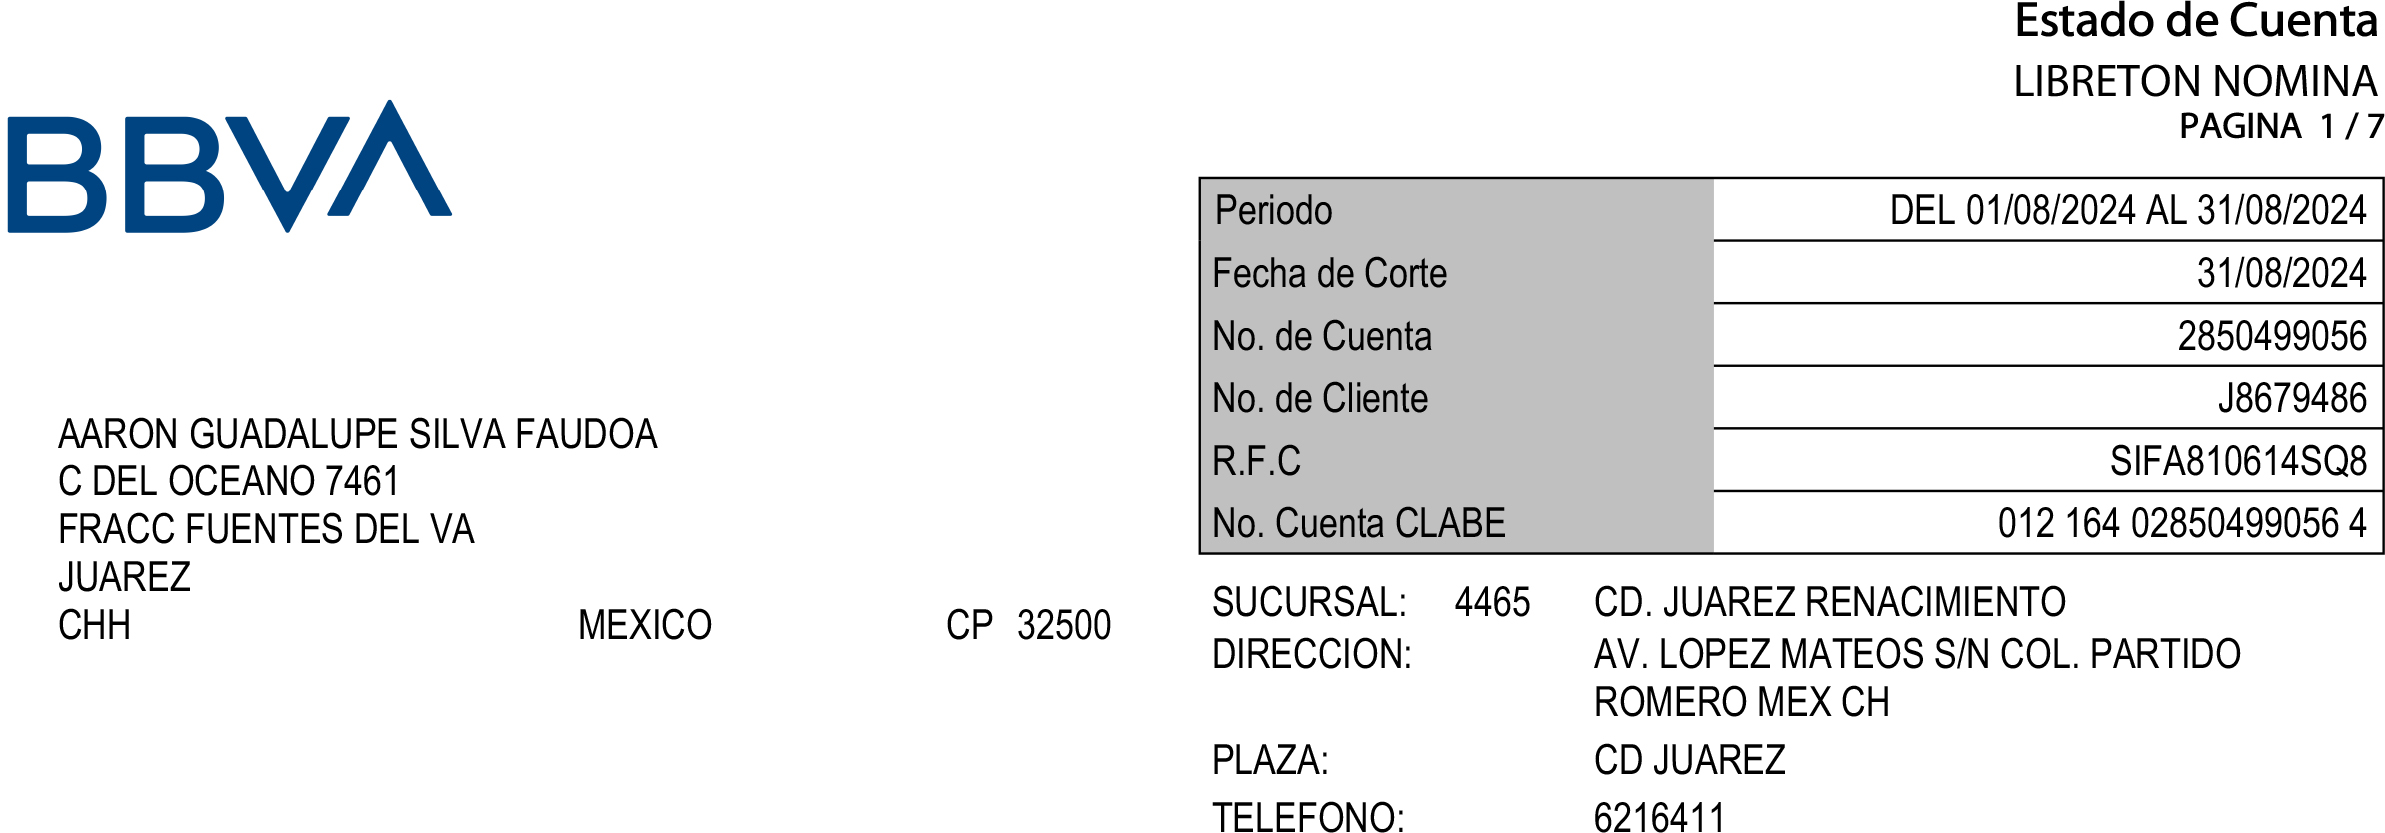 Estado de Cuenta
LIBRETON NOMINA
PAGINA 1 / 7
BBVA
Periodo DEL 01/08/2024 AL 31/08/2024
Fecha de Corte 31/08/2024
No. de Cuenta 2850499056
No. de Cliente J8679486
R.F.C SIFA810614SQ8
No. Cuenta CLABE 012 164 02850499056 4
AARON GUADALUPE SILVA FAUDOA
C DEL OCEANO 7461
FRACC FUENTES DEL VA
JUAREZ
CHH MEXICO CP 32500
SUCURSAL: 4465 CD. JUAREZ RENACIMIENTO
DIRECCION: AV. LOPEZ MATEOS S/N COL. PARTIDO
ROMERO MEX CH
PLAZA: CD JUAREZ
TELEFONO: 6216411